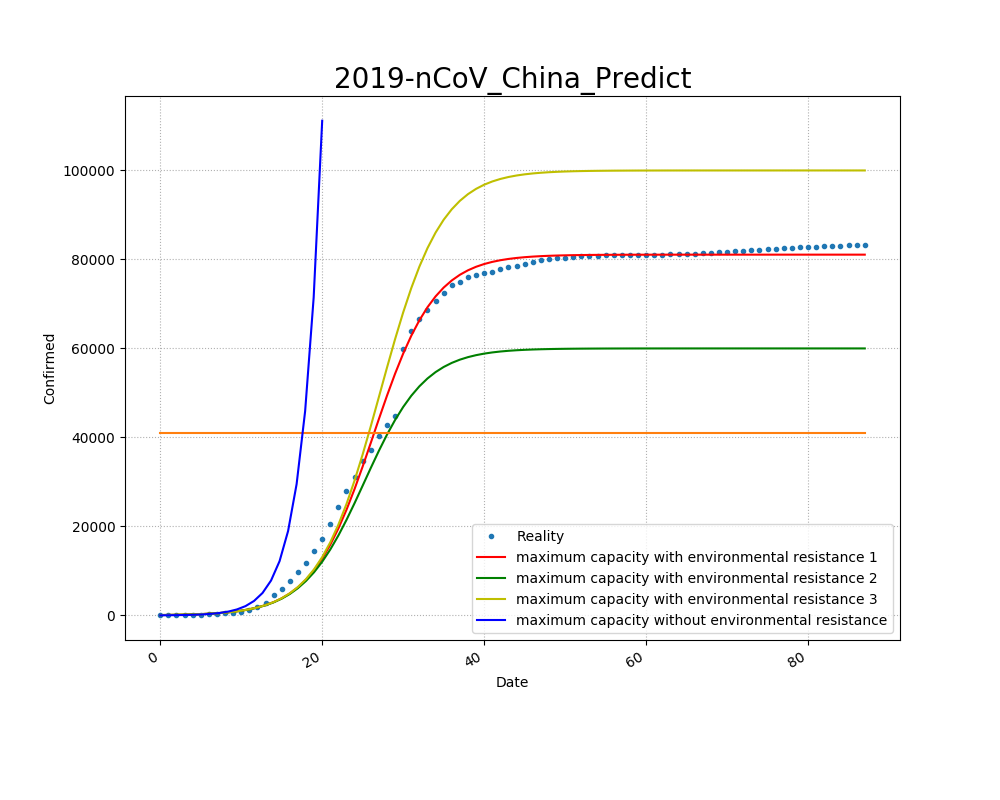 2019-nCoV_China_Predict
100000
80000
60000
40000
20000
0
Confirmed
Reality
maximum capacity with environmental resistance 1
maximum capacity with environmental resistance 2
maximum capacity with environmental resistance 3
maximum capacity without environmental resistance
0
20
40
60
80
Date